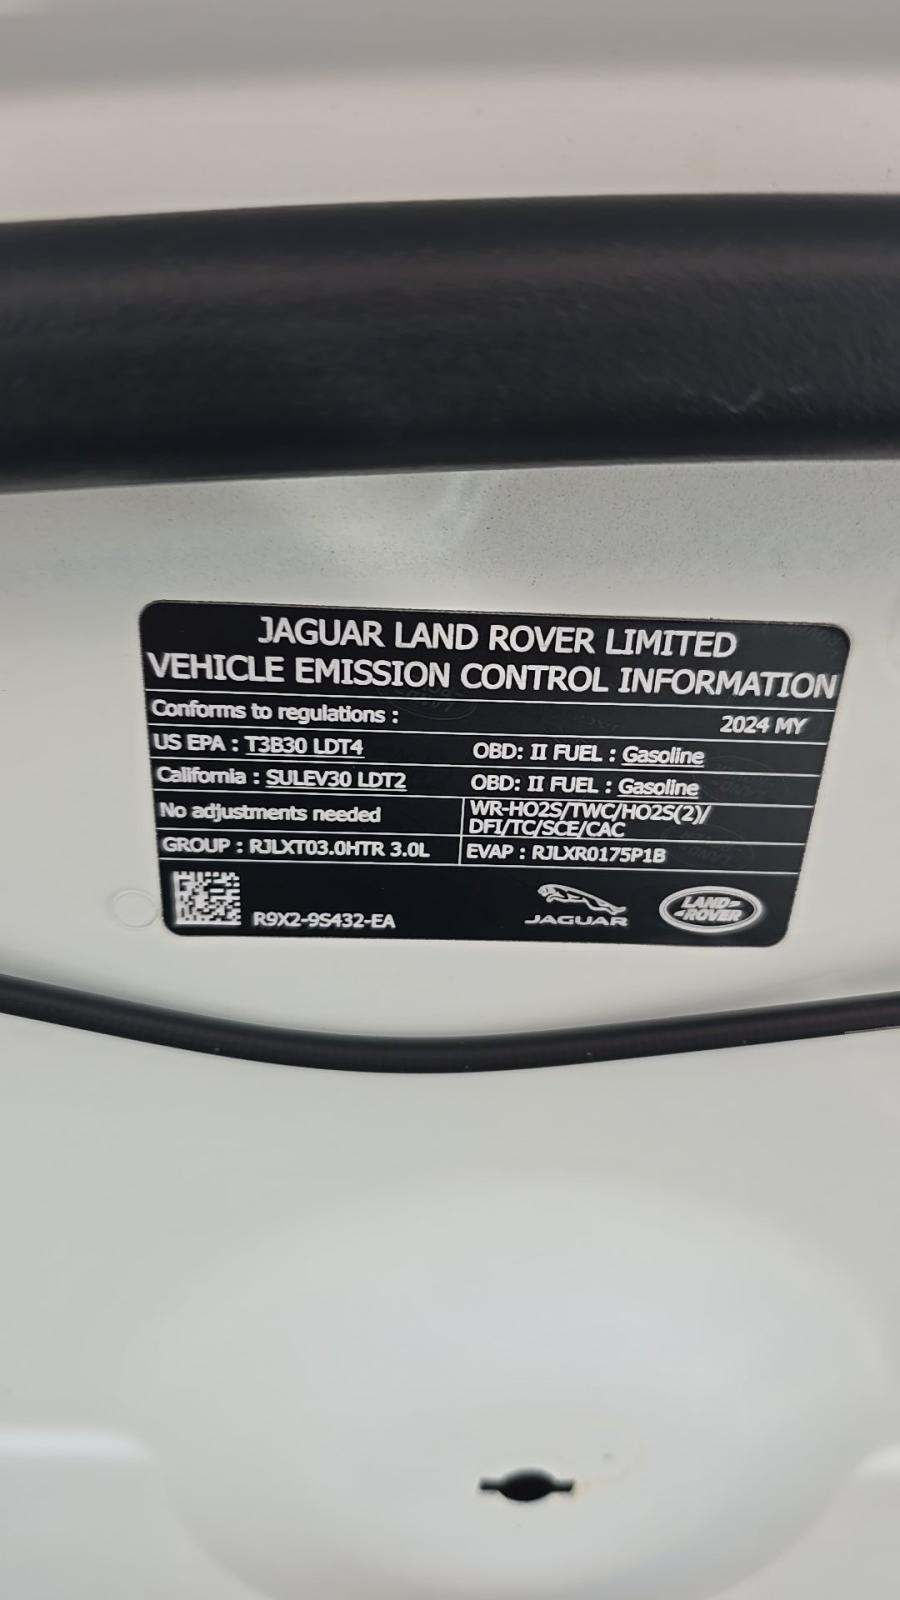 JAGUAR LAND ROVER LIMITED
VEHICLE EMISSION CONTROL INFORMATION
Conforms to regulations : 2024 MY
US EPA : T3B30 LDT4 OBD: II FUEL : Gasoline
California : SULEV30 LDT2 OBD: II FUEL : Gasoline
No adjustments needed
WR-HO2S/TWC/HO2S(2)/
DFI/TC/SCE/CAC
GROUP : RJLXT03.0HTR 3.0L EVAP : RJLXR0175P1B
R9X2-9S432-EA
JAGUAR
LAND-
-ROVER